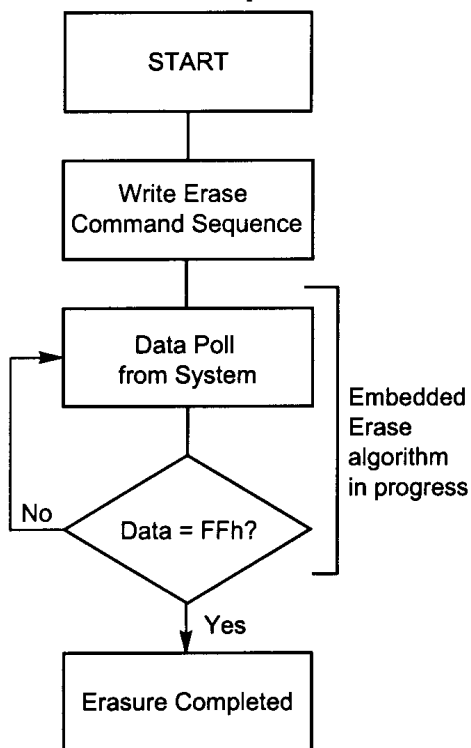 START
Write Erase
Command Sequence
Data Poll
from System
Embedded
Erase
algorithm
in progress
No
Data = FFh?
Yes
Erasure Completed